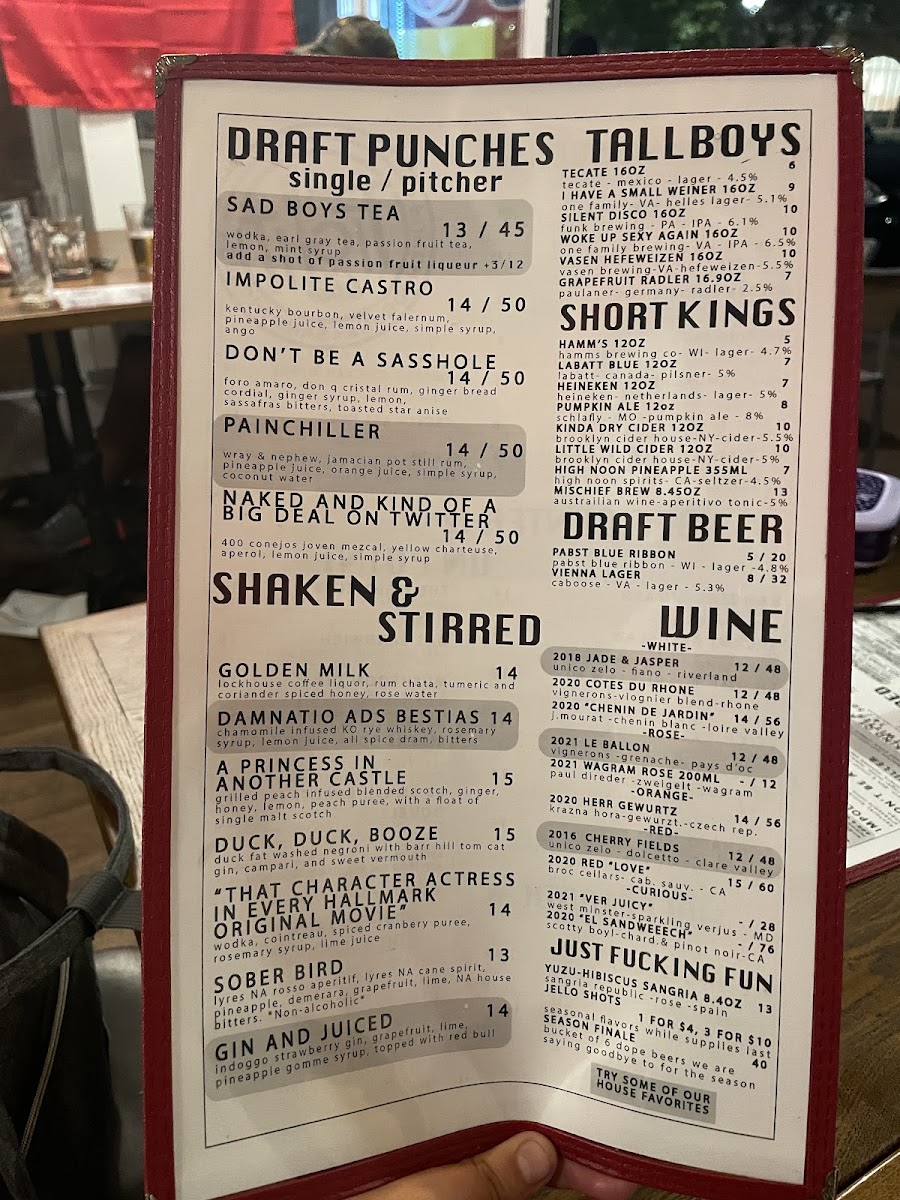 DRAFT PUNCHES
single / pitcher
SAD BOYS TEA
13 / 45
wodka, earl gray tea, passion fruit tea,
lemon, mint syrup
add a shot of passion fruit liqueur +3/12
IMPOLITE CASTRO
14 / 50
kentucky bourbon, velvet falernum,
pineapple juice, lemon juice, simple syrup,
ango
DON'T BE A SASSHOLE
14 / 50
foro amaro, don q cristal rum, ginger bread
cordial, ginger syrup, lemon,
sassafras bitters, toasted star anise
PAINCHILLER
14 / 50
wray & nephew, jamacian pot still rum,
pineapple juice, orange juice, simple syrup,
coconut water
NAKED AND KIND OF A
BIG DEAL ON TWITTER
14 / 50
400 conejos joven mezcal, yellow charteuse,
aperol, lemon juice, simple syrup
SHAKEN &
STIRRED
GOLDEN MILK 14
lockhouse coffee liquor, rum chata, tumeric and
coriander spiced honey, rose water
DAMNATIO ADS BESTIAS 14
chamomile infused KO rye whiskey, rosemary
syrup, lemon juice, all spice dram, bitters
A PRINCESS IN
ANOTHER CASTLE 15
grilled peach infused blended scotch, ginger,
honey, lemon, peach puree, with a float of
single malt scotch
DUCK, DUCK, BOOZE 15
duck fat washed negroni with barr hill tom cat
gin, campari, and sweet vermouth
"THAT CHARACTER ACTRESS
IN EVERY HALLMARK
ORIGINAL MOVIE" 14
wodka, cointreau, spiced cranbery puree,
rosemary syrup, lime juice
SOBER BIRD 13
lyres NA rosso aperitif, lyres NA cane spirit,
pineapple, demerara, grapefruit, lime, NA house
bitters. *Non-alcoholic*
GIN AND JUICED 14
indoggo strawberry gin, grapefruit, lime,
pineapple gomme syrup, topped with red bull
TALLBOYS
TECATE 16OZ 6
tecate - mexico - lager - 4.5%
I HAVE A SMALL WEINER 16OZ 9
one family- VA- helles lager- 5.1%
SILENT DISCO 16OZ 10
funk brewing - PA - IPA - 6.1%
WOKE UP SEXY AGAIN 16OZ 10
one family brewing- VA - IPA - 6.5%
VASEN HEFEWEIZEN 16OZ 10
vasen brewing-VA-hefeweizen-5.5%
GRAPEFRUIT RADLER 16.9OZ 7
paulaner- germany- radler- 2.5%
SHORT KINGS
HAMM'S 12OZ 5
hamms brewing co- WI- lager- 4.7%
LABATT BLUE 12OZ 7
labatt- canada- pilsner- 5%
HEINEKEN 12OZ 7
heineken- netherlands- lager- 5%
PUMPKIN ALE 12oz 8
schlafly - MO -pumpkin ale - 8%
KINDA DRY CIDER 12OZ 10
brooklyn cider house-NY-cider-5.5%
LITTLE WILD CIDER 12OZ 10
brooklyn cider house-NY-cider-5%
HIGH NOON PINEAPPLE 355ML 7
high noon spirits- CA-seltzer-4.5%
MISCHIEF BREW 8.45OZ 13
austrailian wine-aperitivo tonic-5%
DRAFT BEER
PABST BLUE RIBBON 5 / 20
pabst blue ribbon - WI - lager -4.8%
VIENNA LAGER 8 / 32
caboose - VA - lager - 5.3%
WINE
-WHITE-
2018 JADE & JASPER 12 / 48
unico zelo - fiano - riverland
2020 COTES DU RHONE 12 / 48
vignerons-viognier blend-rhone
2020 "CHENIN DE JARDIN" 14 / 56
j.mourat -chenin blanc -loire valley
-ROSE-
2021 LE BALLON 12 / 48
vignerons -grenache- pays d'oc
2021 WAGRAM ROSE 200ML - / 12
paul direder -zweigelt -wagram
-ORANGE-
2020 HERR GEWURTZ 14 / 56
krazna hora-gewurzt.-czech rep.
-RED-
2016 CHERRY FIELDS 12 / 48
unico zelo - dolcetto - clare valley
2020 RED "LOVE" 15 / 60
broc cellars- cab. sauv. - CA
-CURIOUS-
2021 "VER JUICY" - / 28
west minster-sparkling verjus - MD
2020 "EL SANDWEEECH" - / 76
scotty boyl-chard.& pinot noir-CA
JUST FUCKING FUN
YUZU-HIBISCUS SANGRIA 8.4OZ 13
sangria republic -rose -spain
JELLO SHOTS
1 FOR $4, 3 FOR $10
seasonal flavors while supplies last
SEASON FINALE 40
bucket of 6 dope beers we are
saying goodbye to for the season
TRY SOME OF OUR
HOUSE FAVORITES